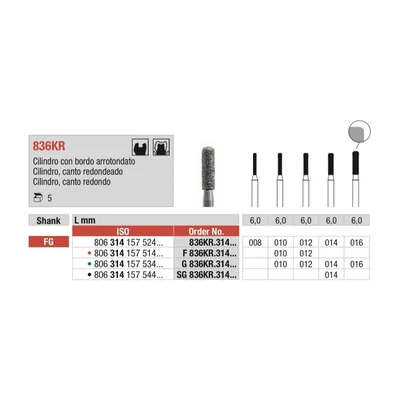 836KR
Cilindro con bordo arrotondato
Cilindro, canto redondeado
Cilindro, canto redondo
5
Shank L mm 6,0 6,0 6,0 6,0 6,0
ISO Order No.
FG 806 314 157 524... 836KR.314... 008 010 012 014 016
806 314 157 514... F 836KR.314... 010 012
806 314 157 534... G 836KR.314... 010 012 014 016
806 314 157 544... SG 836KR.314... 014